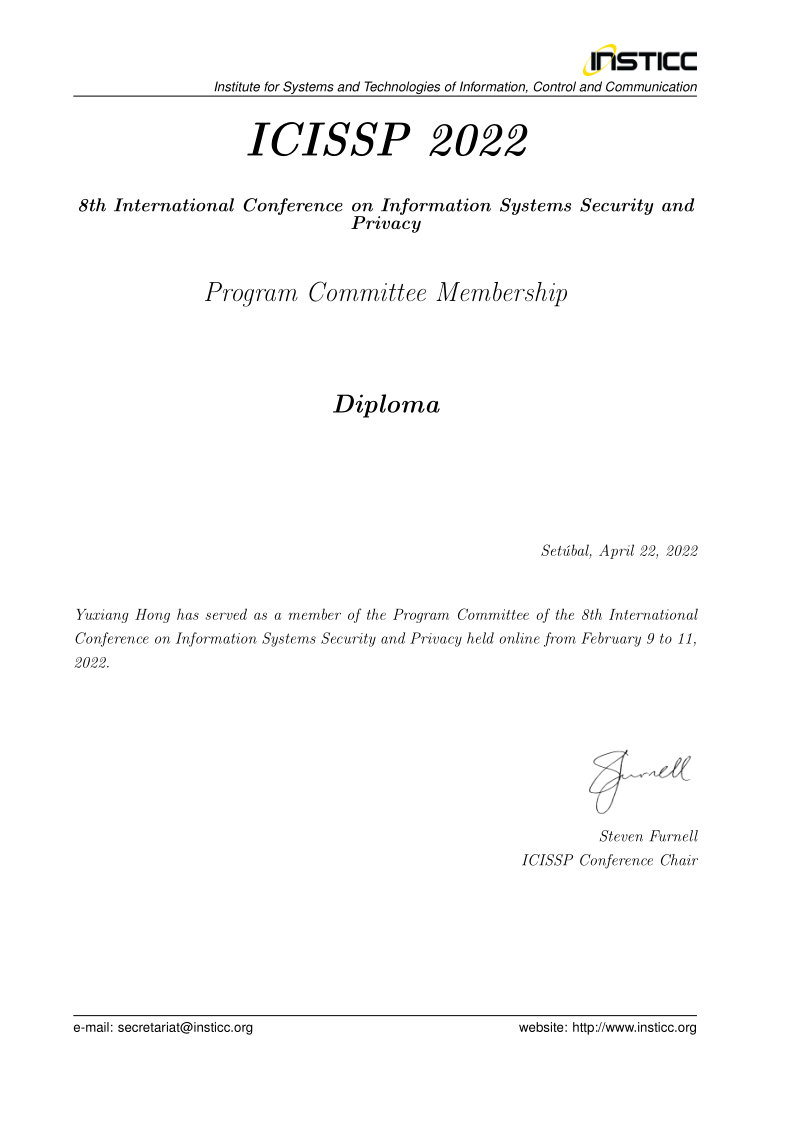 INSTICC
Institute for Systems and Technologies of Information, Control and Communication
ICISSP 2022
8th International Conference on Information Systems Security and
Privacy
Program Committee Membership
Diploma
Setúbal, April 22, 2022
Yuxiang Hong has served as a member of the Program Committee of the 8th International
Conference on Information Systems Security and Privacy held online from February 9 to 11,
2022.
SFurnell
Steven Furnell
ICISSP Conference Chair
e-mail: secretariat@insticc.org website: http://www.insticc.org